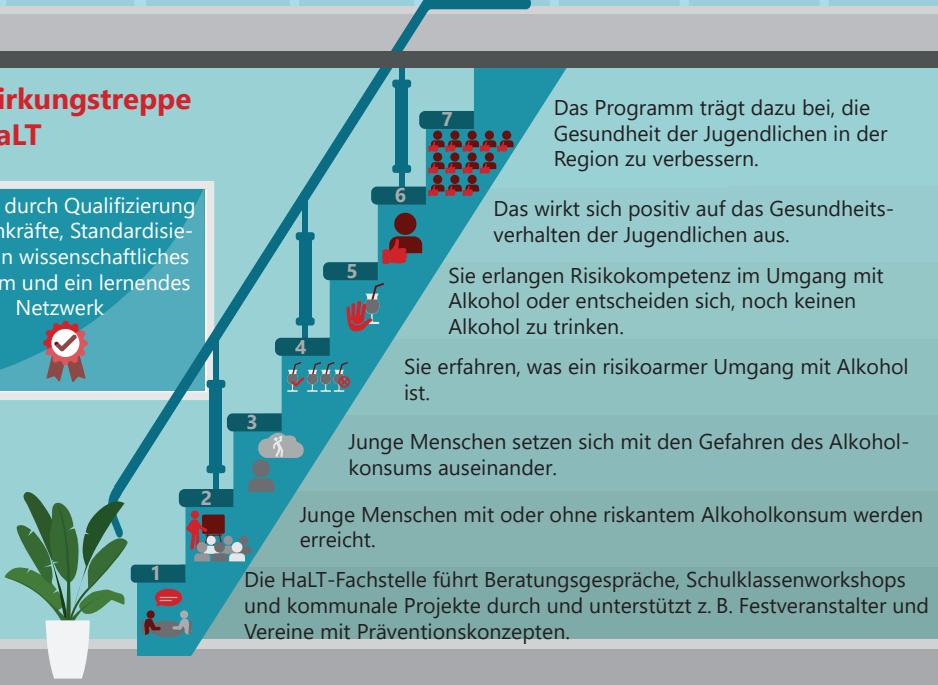 irkungstreppe
aLT
durch Qualifizierung
kräfte, Standardisie-
n wissenschaftliches
m und ein lernendes
Netzwerk
7
Das Programm trägt dazu bei, die
Gesundheit der Jugendlichen in der
Region zu verbessern.
6
Das wirkt sich positiv auf das Gesundheits-
verhalten der Jugendlichen aus.
5
Sie erlangen Risikokompetenz im Umgang mit
Alkohol oder entscheiden sich, noch keinen
Alkohol zu trinken.
4
Sie erfahren, was ein risikoarmer Umgang mit Alkohol
ist.
3
Junge Menschen setzen sich mit den Gefahren des Alkohol-
konsums auseinander.
2
Junge Menschen mit oder ohne riskantem Alkoholkonsum werden
erreicht.
1
Die HaLT-Fachstelle führt Beratungsgespräche, Schulklassenworkshops
und kommunale Projekte durch und unterstützt z. B. Festveranstalter und
Vereine mit Präventionskonzepten.